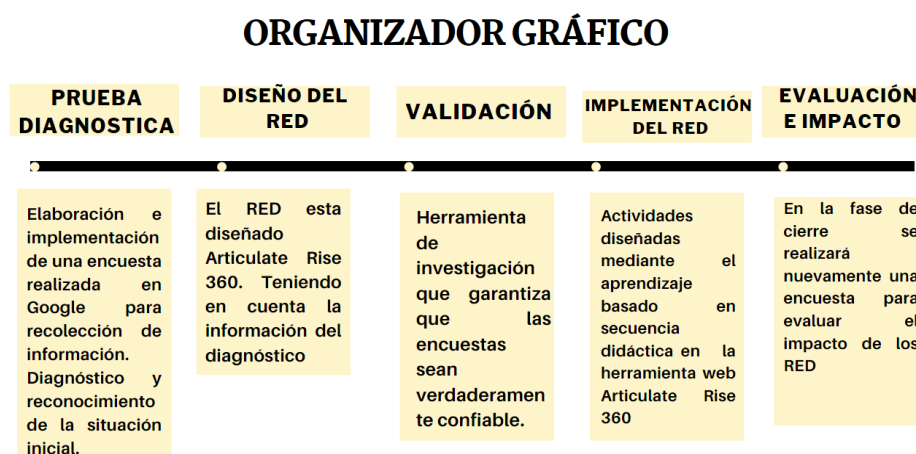 ORGANIZADOR GRÁFICO
PRUEBA
DIAGNOSTICA
Elaboración e
implementación
de una encuesta
realizada en
Google para
recolección de
información.
Diagnóstico y
reconocimiento
de la situación
inicial.
DISEÑO DEL
RED
El RED esta
diseñado
Articulate Rise
360. Teniendo
en cuenta la
información del
diagnóstico
VALIDACIÓN
Herramienta
de
investigación
que garantiza
que las
encuestas
sean
verdaderamen
te confiable.
IMPLEMENTACIÓN
DEL RED
Actividades
diseñadas
mediante el
aprendizaje
basado en
secuencia
didáctica en la
herramienta web
Articulate Rise
360
EVALUACIÓN
E IMPACTO
En la fase de
cierre se
realizará
nuevamente una
encuesta para
evaluar el
impacto de los
RED